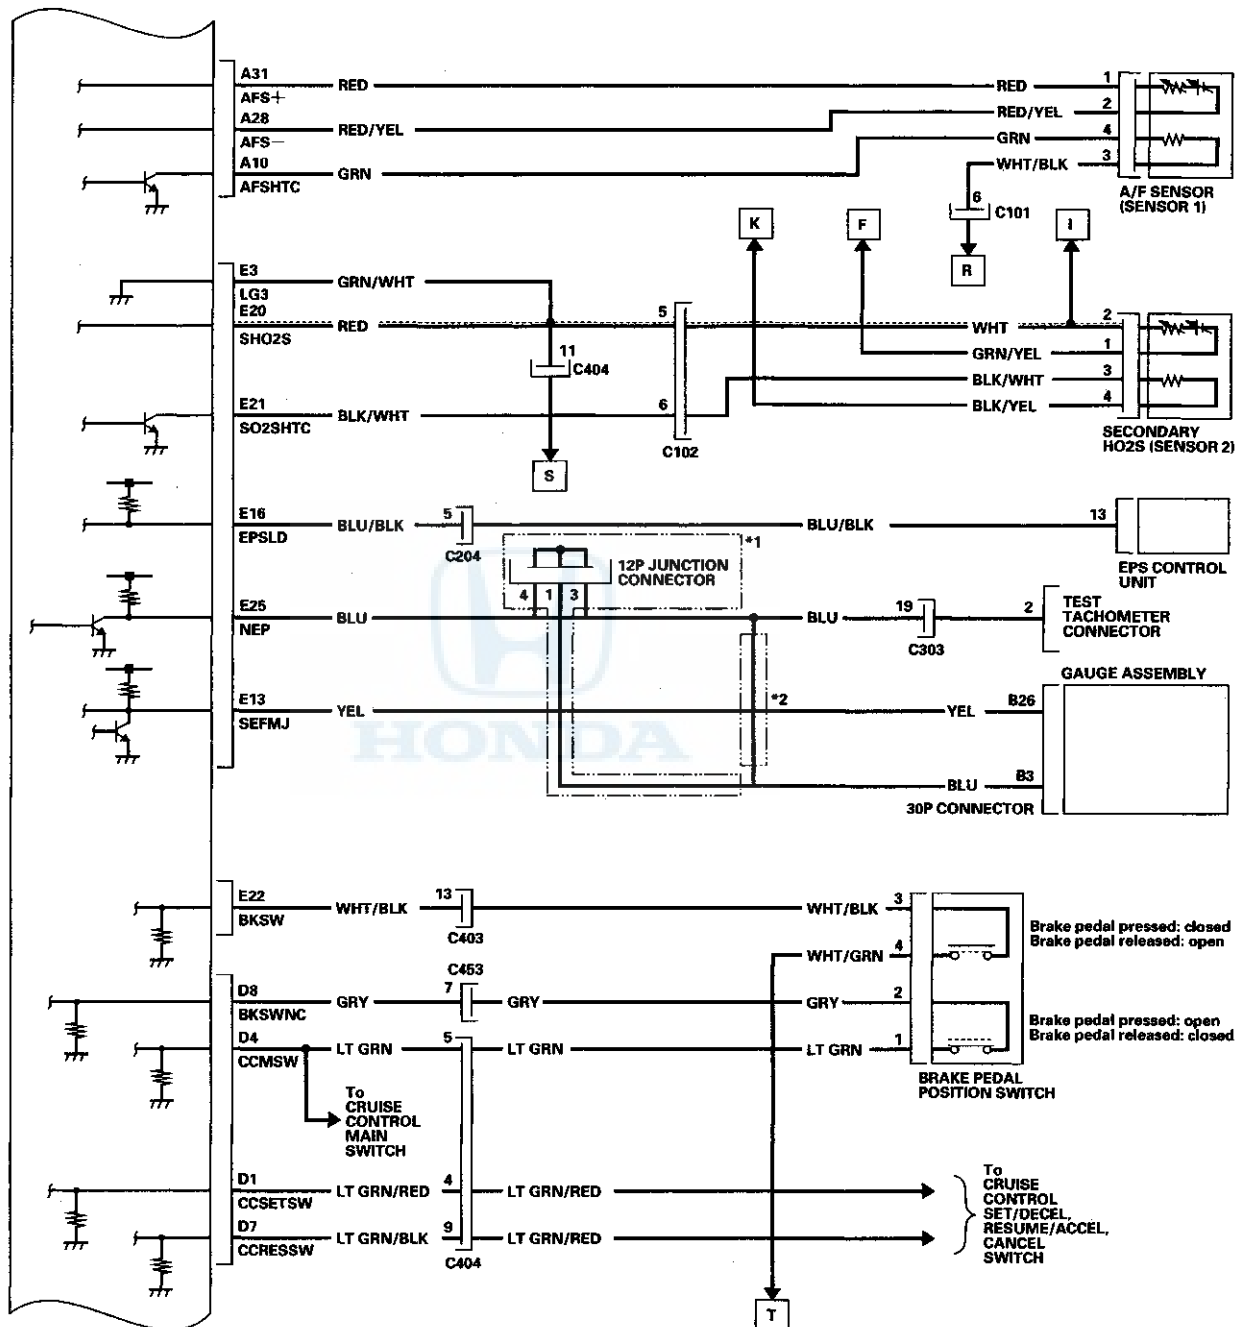 A31
AFS+
RED
RED
1
A28
AFS−
RED/YEL
RED/YEL
2
A10
AFSHTC
GRN
GRN
4
WHT/BLK
3
A/F SENSOR
(SENSOR 1)
6
C101
R
K
F
I
E3
LG3
GRN/WHT
E20
SHO2S
RED
5
WHT
2
GRN/YEL
1
11
C404
BLK/WHT
3
E21
SO2SHTC
BLK/WHT
6
BLK/YEL
4
C102
SECONDARY
HO2S (SENSOR 2)
S
E16
EPSLD
BLU/BLK
5
C204
BLU/BLK
13
EPS CONTROL
UNIT
*1
12P JUNCTION
CONNECTOR
4
1
3
E25
NEP
BLU
BLU
19
C303
2
TEST
TACHOMETER
CONNECTOR
GAUGE ASSEMBLY
E13
SEFMJ
YEL
*2
YEL
B26
HONDA
BLU
B3
30P CONNECTOR
E22
BKSW
WHT/BLK
13
C403
WHT/BLK
3
Brake pedal pressed: closed
Brake pedal released: open
WHT/GRN
4
C453
D8
BKSWNC
GRY
7
GRY
GRY
2
Brake pedal pressed: open
Brake pedal released: closed
D4
CCMSW
LT GRN
5
LT GRN
LT GRN
1
BRAKE PEDAL
POSITION SWITCH
To
CRUISE
CONTROL
MAIN
SWITCH
D1
CCSETSW
LT GRN/RED
4
LT GRN/RED
D7
CCRESSW
LT GRN/BLK
9
LT GRN/RED
C404
To
CRUISE
CONTROL
SET/DECEL,
RESUME/ACCEL,
CANCEL
SWITCH
T